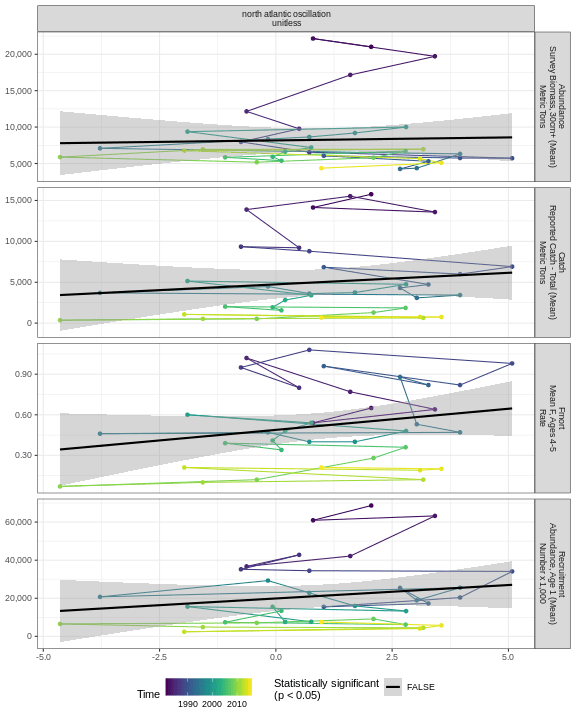 north atlantic oscillation
unitless
20,000
15,000
10,000
5,000
Abundance
Survey Biomass, 30cm+ (Mean)
Metric Tons
15,000
10,000
5,000
0
Catch
Reported Catch - Total (Mean)
Metric Tons
0.90
0.60
0.30
Fmort
Mean F, Ages 4-5
Rate
60,000
40,000
20,000
0
Recruitment
Abundance, Age 1 (Mean)
Number x 1,000
-5.0 -2.5 0.0 2.5 5.0
Time
1990 2000 2010
Statistically significant
(p < 0.05)
FALSE